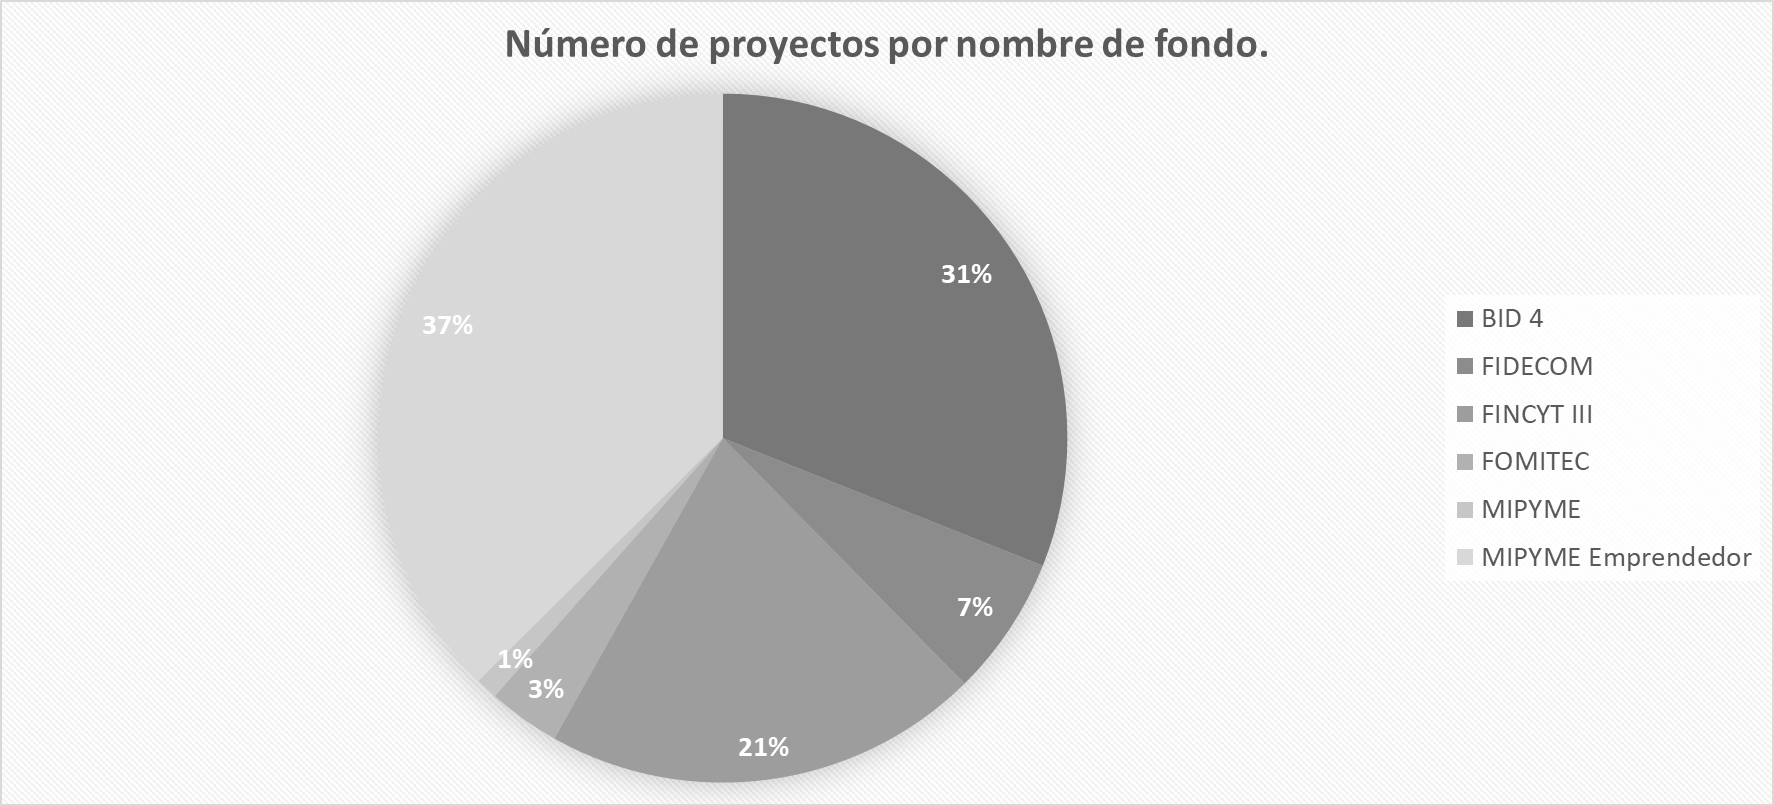 Número de proyectos por nombre de fondo.
31%
37%
7%
1%
3%
21%
BID 4
FIDECOM
FINCYT III
FOMITEC
MIPYME
MIPYME Emprendedor